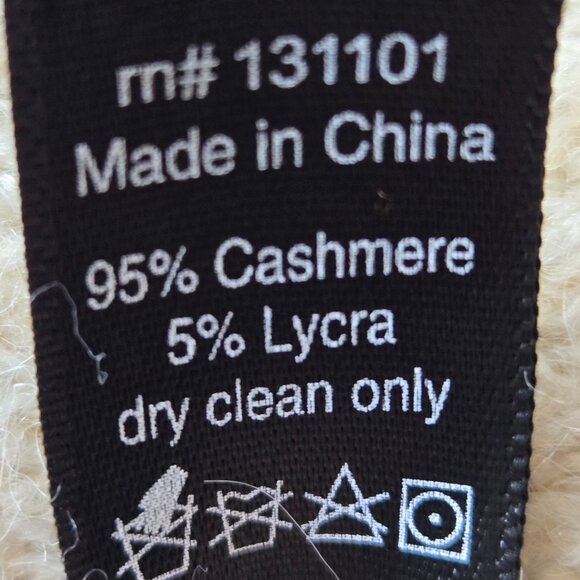 rn# 131101
Made in China
95% Cashmere
5% Lycra
dry clean only